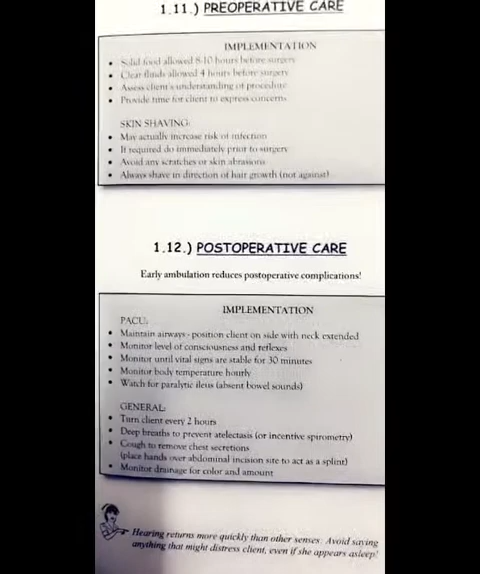 1.11.) PREOPERATIVE CARE
IMPLEMENTATION
• Solid food allowed 8-10 hours before surgery
• Clear fluids allowed 4 hours before surgery
• Assess client's understanding of procedure
• Provide time for client to express concerns
SKIN SHAVING:
• May actually increase risk of infection
• If required do immediately prior to surgery
• Avoid any scratches or skin abrasions
• Always shave in direction of hair growth (not against)
1.12.) POSTOPERATIVE CARE
Early ambulation reduces postoperative complications!
IMPLEMENTATION
PACU:
• Maintain airways - position client on side with neck extended
• Monitor level of consciousness and reflexes
• Monitor until vital signs are stable for 30 minutes
• Monitor body temperature hourly
• Watch for paralytic ileus (absent bowel sounds)
GENERAL:
• Turn client every 2 hours
• Deep breaths to prevent atelectasis (or incentive spirometry)
• Cough to remove chest secretions
(place hands over abdominal incision site to act as a splint)
• Monitor drainage for color and amount
Hearing returns more quickly than other senses. Avoid saying
anything that might distress client, even if she appears asleep!